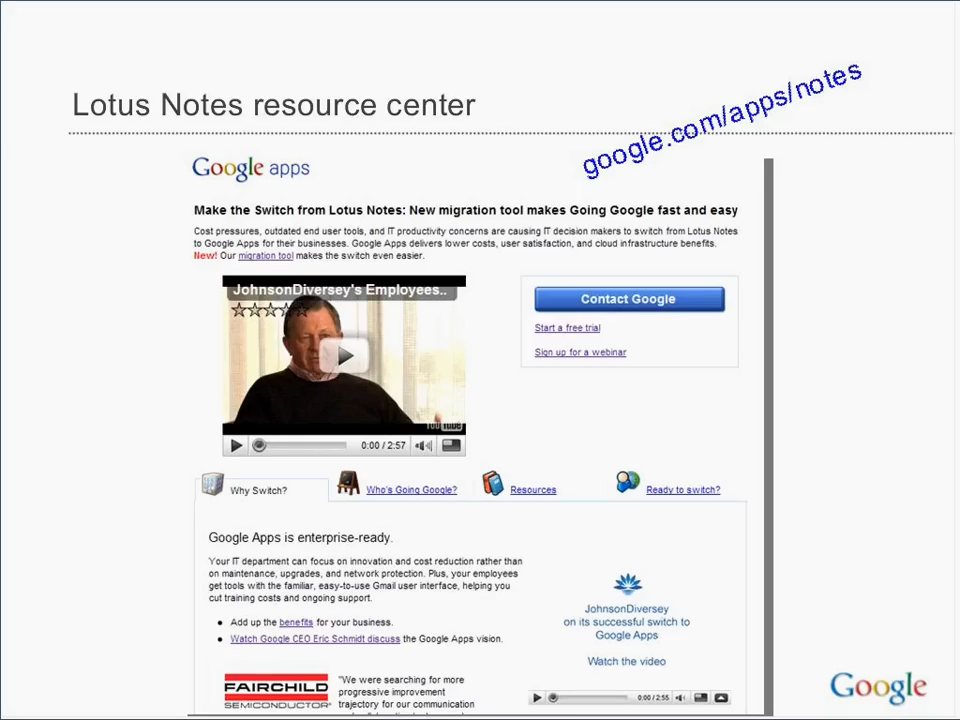 Lotus Notes resource center
google.com/apps/notes
Google apps
Make the Switch from Lotus Notes: New migration tool makes Going Google fast and easy
Cost pressures, outdated end user tools, and IT productivity concerns are causing IT decision makers to switch from Lotus Notes
to Google Apps for their businesses. Google Apps delivers lower costs, user satisfaction, and cloud infrastructure benefits.
New! Our migration tool makes the switch even easier.
JohnsonDiversey's Employees..
YouTube
0:00 / 2:57
Contact Google
Start a free trial
Sign up for a webinar
Why Switch?
Who's Going Google?
Resources
Ready to switch?
Google Apps is enterprise-ready.
Your IT department can focus on innovation and cost reduction rather than
on maintenance, upgrades, and network protection. Plus, your employees
get tools with the familiar, easy-to-use Gmail user interface, helping you
cut training costs and ongoing support.
Add up the benefits for your business.
Watch Google CEO Eric Schmidt discuss the Google Apps vision.
JohnsonDiversey
on its successful switch to
Google Apps
Watch the video
0:00 / 2:55
FAIRCHILD
SEMICONDUCTOR
"We were searching for more
progressive improvement
trajectory for our communication
Google